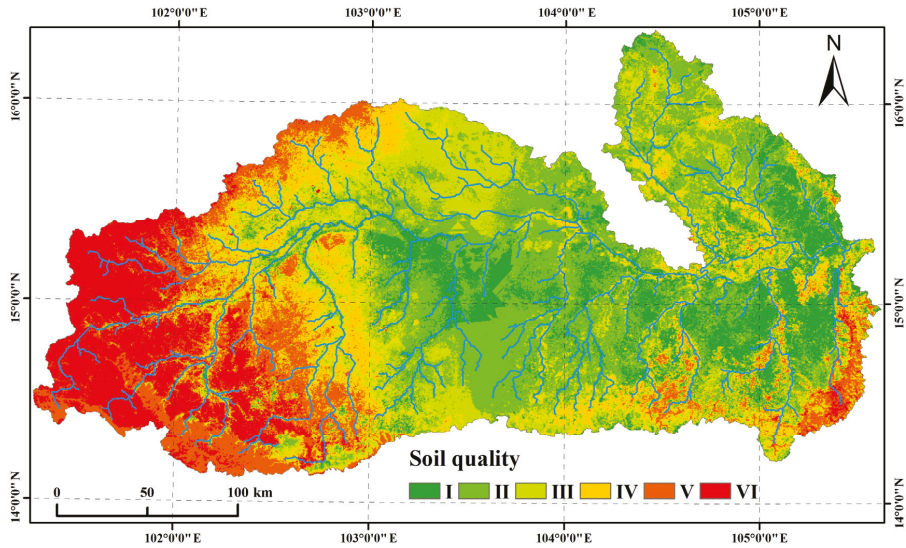 102°0'0"E 103°0'0"E 104°0'0"E 105°0'0"E
N
16°0'0"N 16°0'0"N
15°0'0"N 15°0'0"N
14°0'0"N 14°0'0"N
Soil quality
I II III IV V VI
0 50 100 km
102°0'0"E 103°0'0"E 104°0'0"E 105°0'0"E